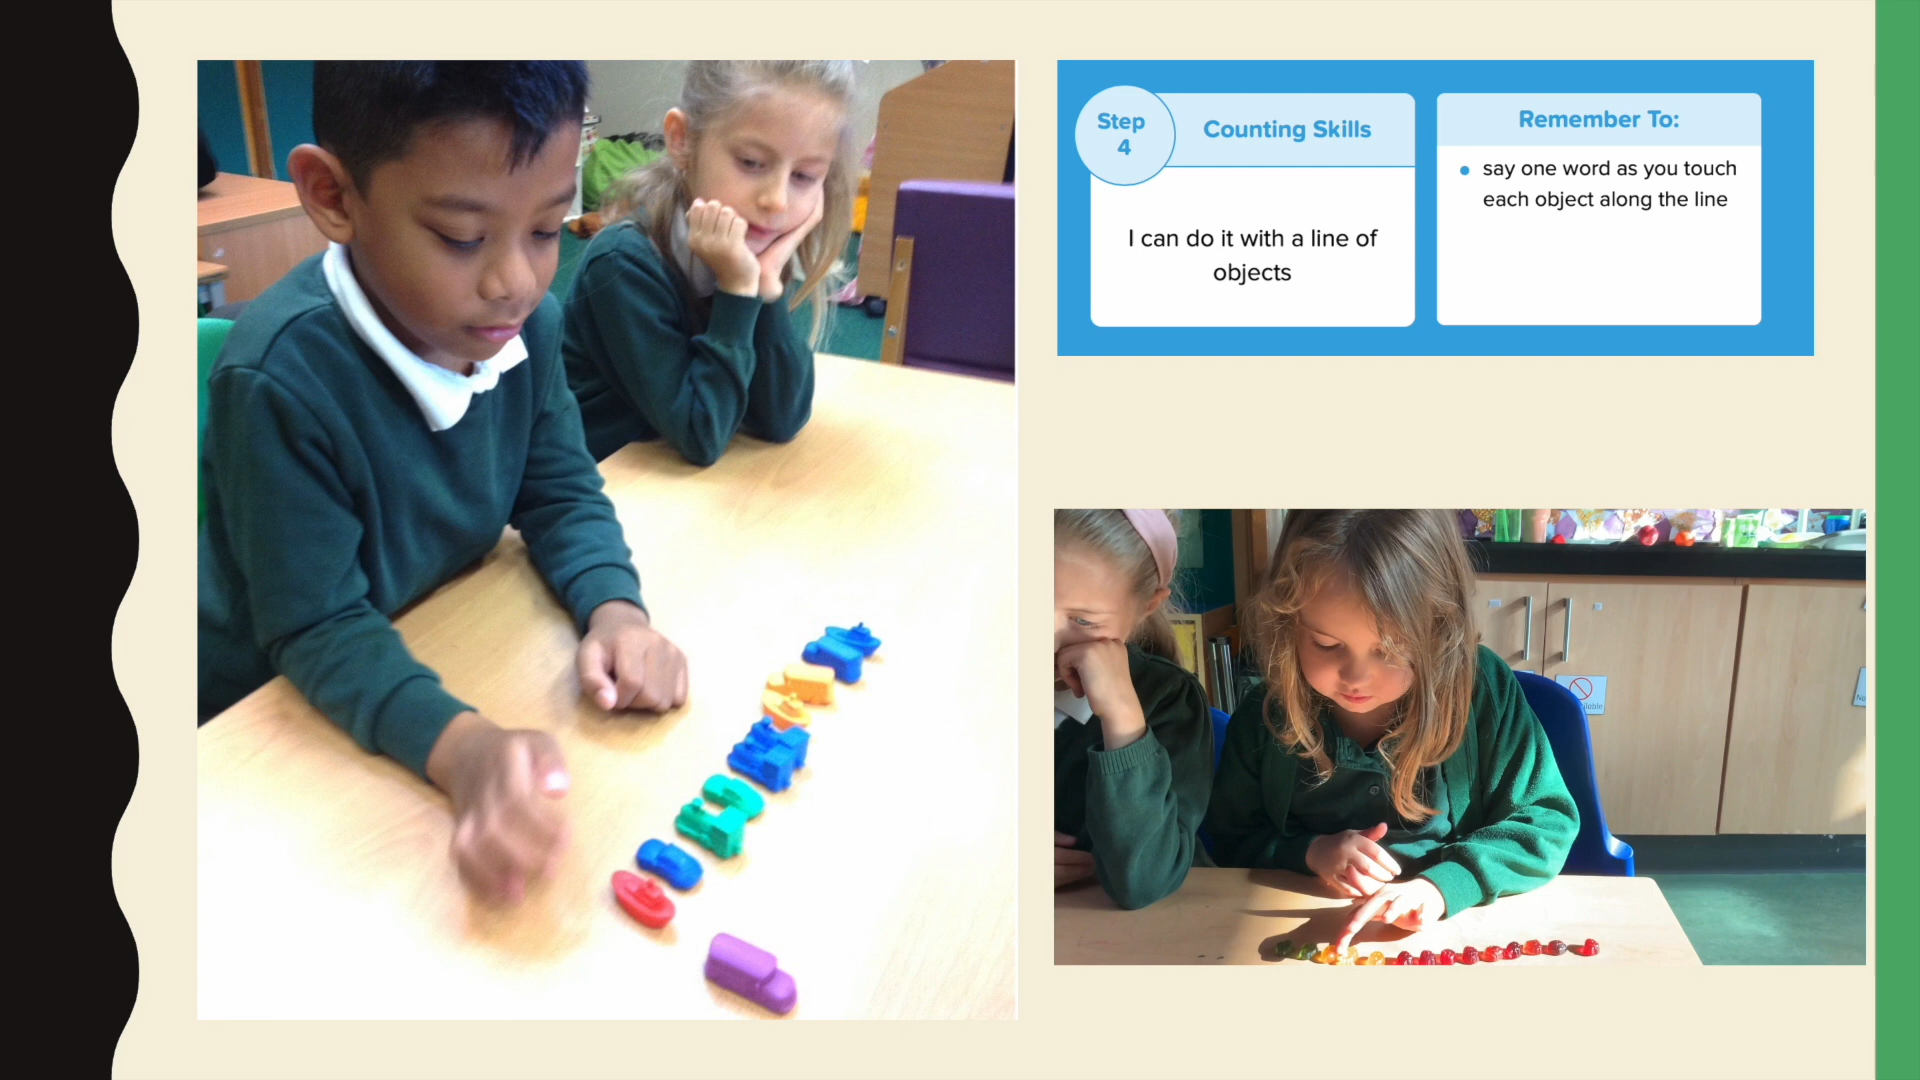 Step
4
Counting Skills
I can do it with a line of
objects
Remember To:
• say one word as you touch
each object along the line